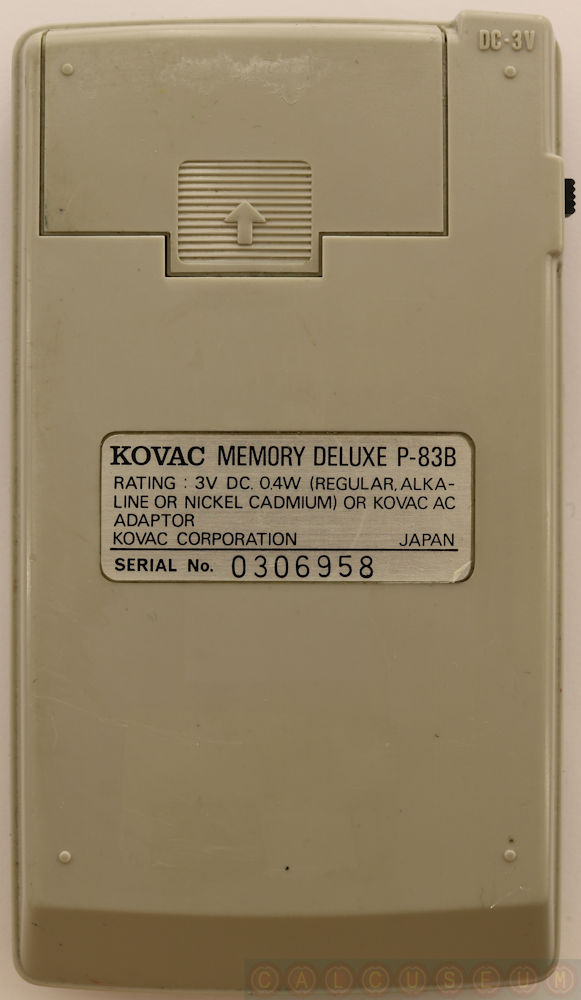 DC-3V
KOVAC MEMORY DELUXE P-83B
RATING : 3V DC. 0.4W (REGULAR, ALKA-
LINE OR NICKEL CADMIUM) OR KOVAC AC
ADAPTOR
KOVAC CORPORATION JAPAN
SERIAL No. 0306958
CALCUSEUM